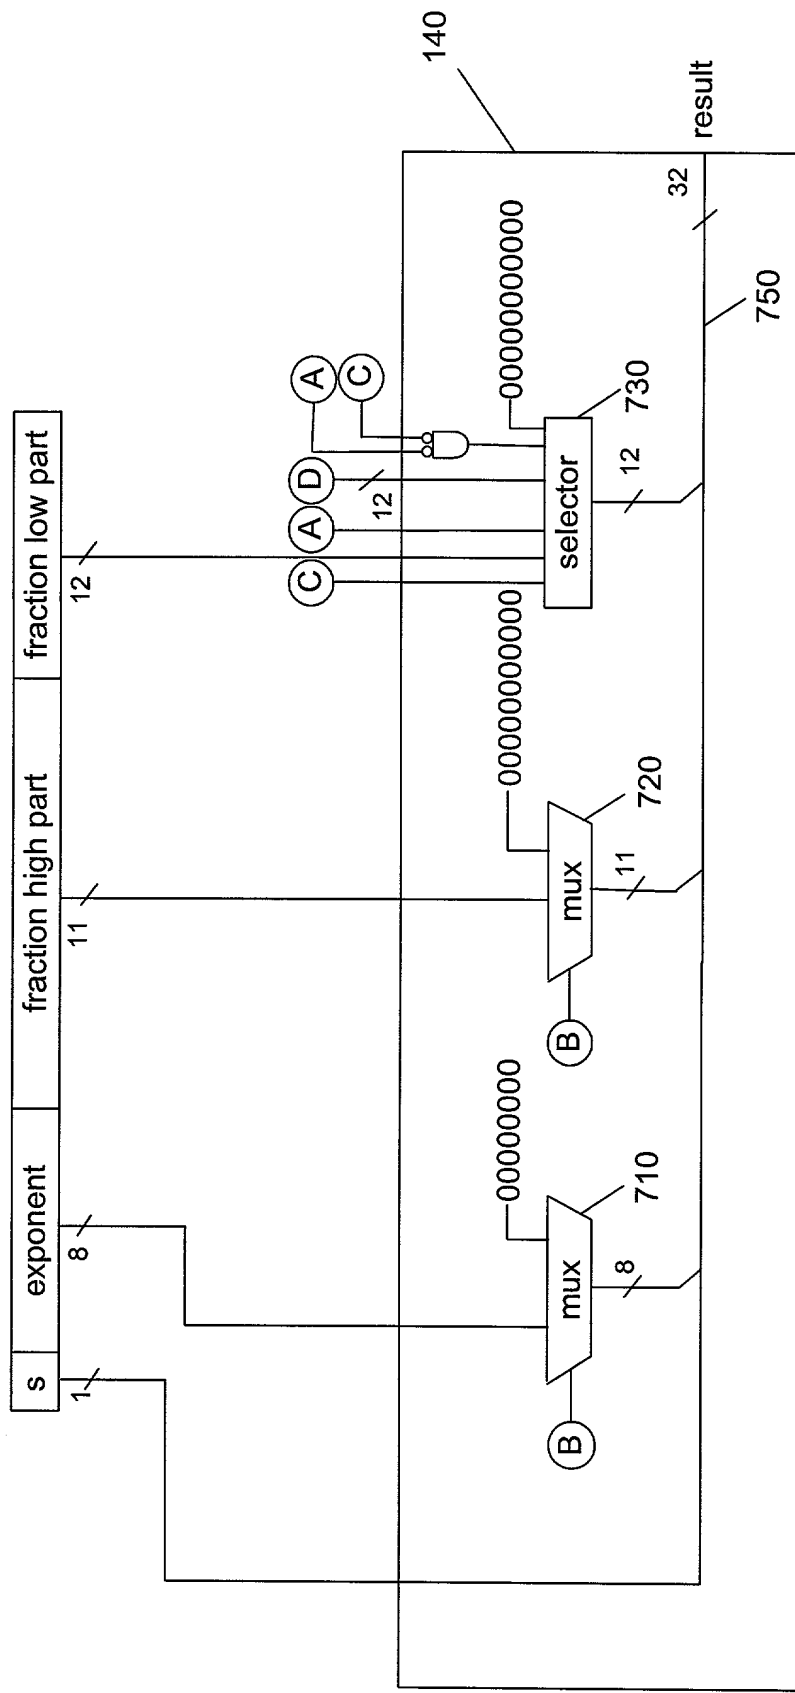 s exponent fraction high part fraction low part
1 8 11 12
C A D A C
12
140
00000000 00000000000 00000000000
B mux B mux selector
710 720 730
8 11 12
32
result
750